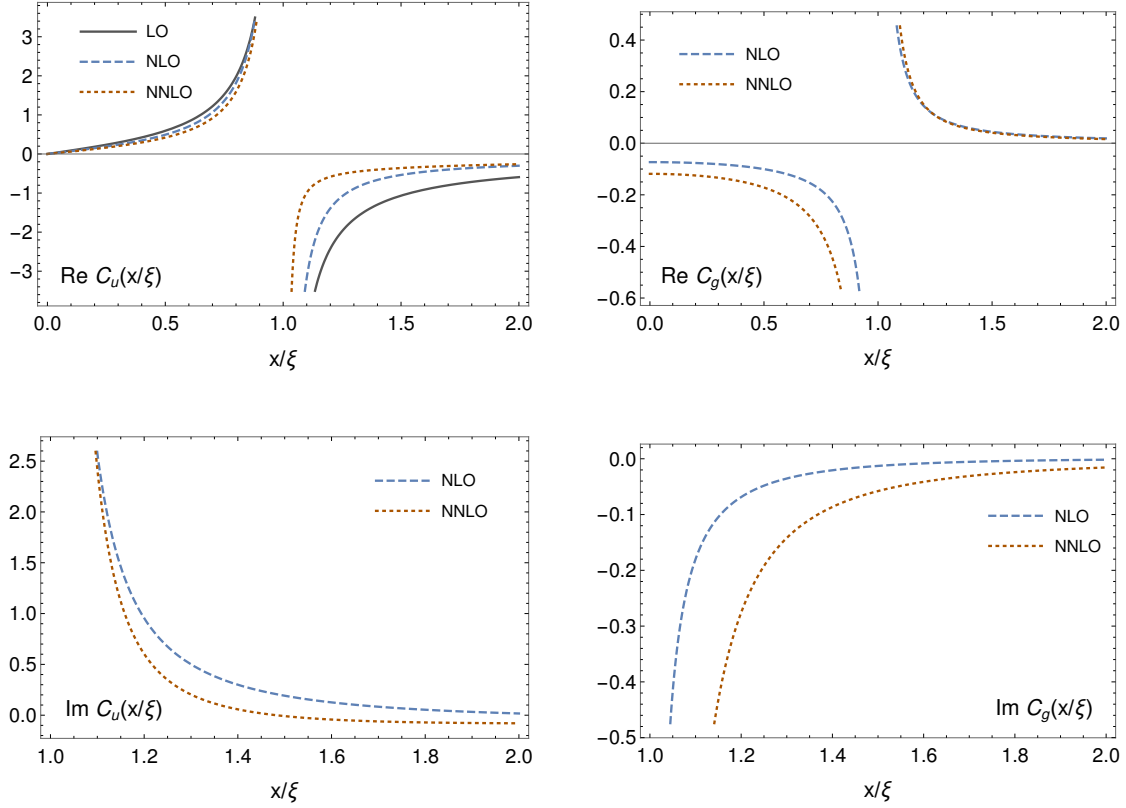 3
2
1
0
−1
−2
−3
LO
NLO
NNLO
Re C_u(x/ξ)
0.0 0.5 1.0 1.5 2.0
x/ξ
0.4
0.2
0.0
−0.2
−0.4
−0.6
NLO
NNLO
Re C_g(x/ξ)
0.0 0.5 1.0 1.5 2.0
x/ξ
2.5
2.0
1.5
1.0
0.5
0.0
NLO
NNLO
Im C_u(x/ξ)
1.0 1.2 1.4 1.6 1.8 2.0
x/ξ
0.0
−0.1
−0.2
−0.3
−0.4
−0.5
NLO
NNLO
Im C_g(x/ξ)
1.0 1.2 1.4 1.6 1.8 2.0
x/ξ